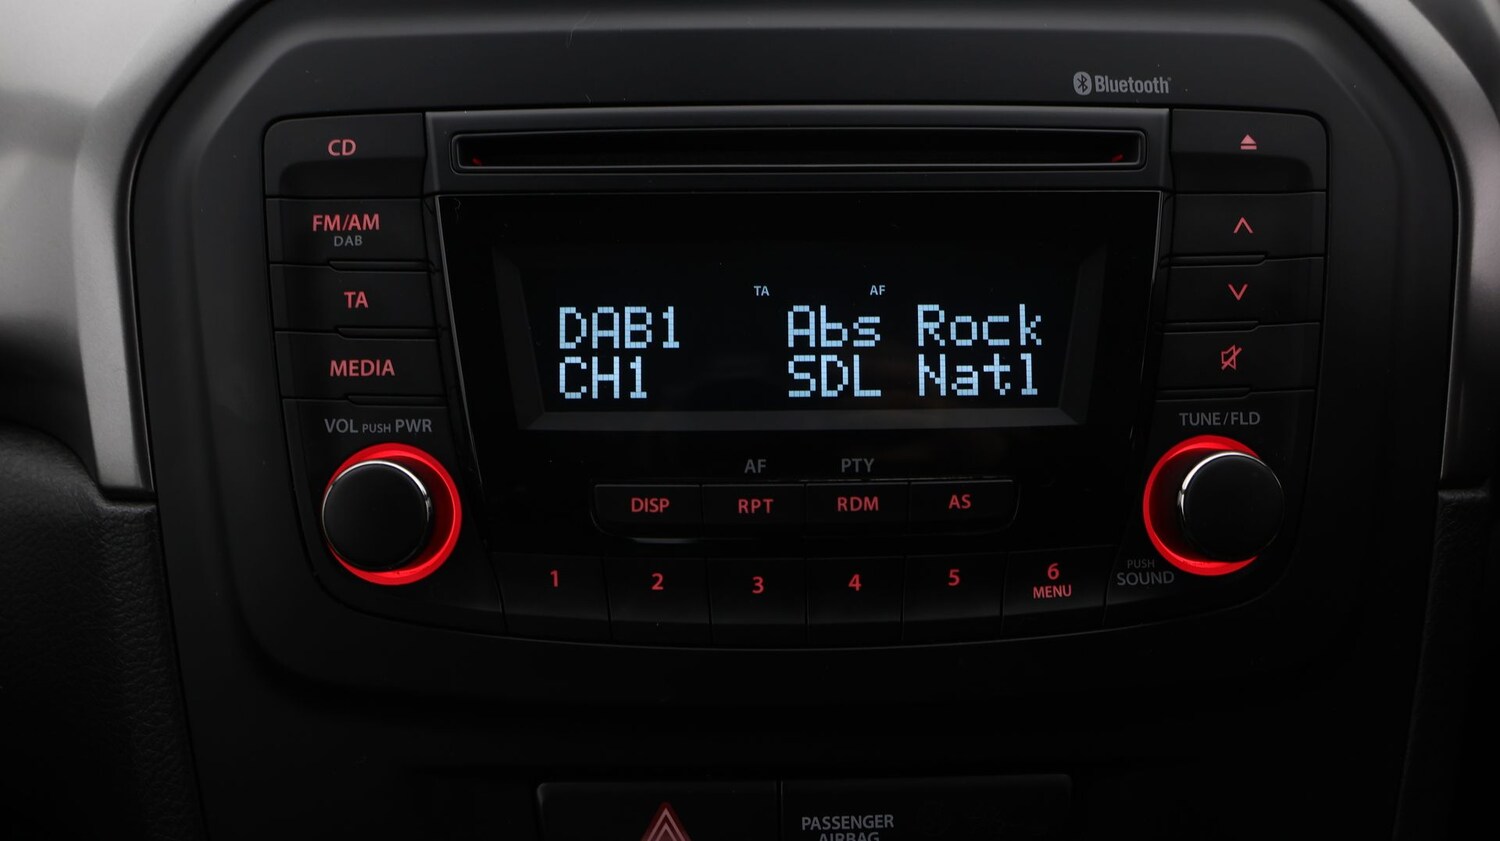 Bluetooth
CD
FM/AM
DAB
TA
MEDIA
VOL PUSH PWR
TA AF
DAB1 Abs Rock
CH1 SDL Natl
TUNE/FLD
AF PTY
DISP RPT RDM AS
1 2 3 4 5 6
MENU
PUSH
SOUND
PASSENGER
AIRBAG